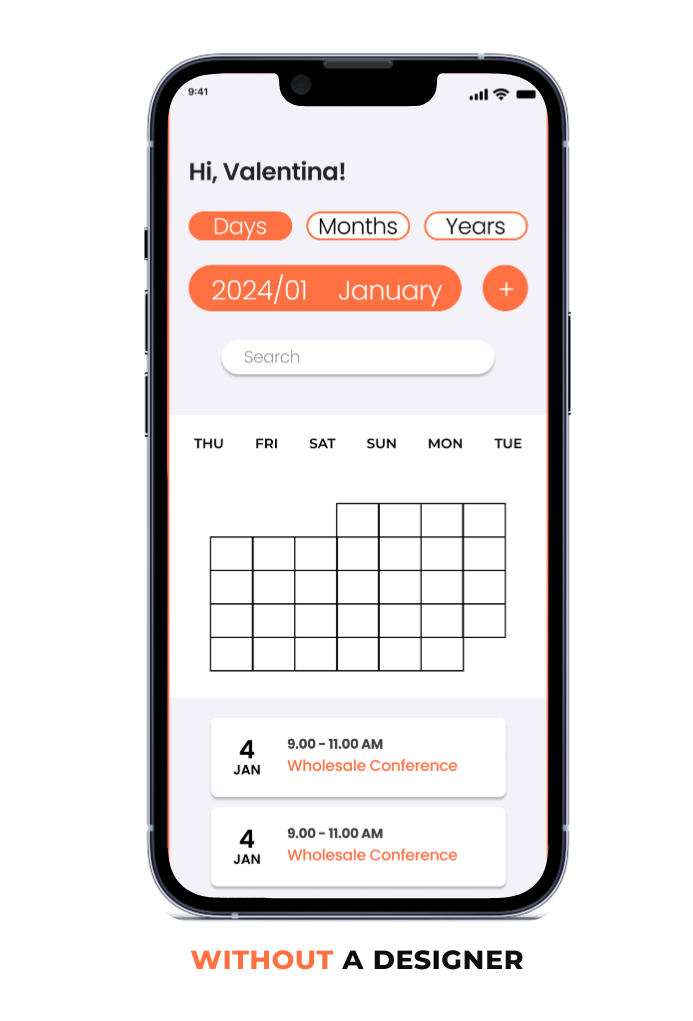 9:41
Hi, Valentina!
Days Months Years
2024/01 January +
Search
THU FRI SAT SUN MON TUE
4 9.00 - 11.00 AM
JAN Wholesale Conference
4 9.00 - 11.00 AM
JAN Wholesale Conference
WITHOUT A DESIGNER